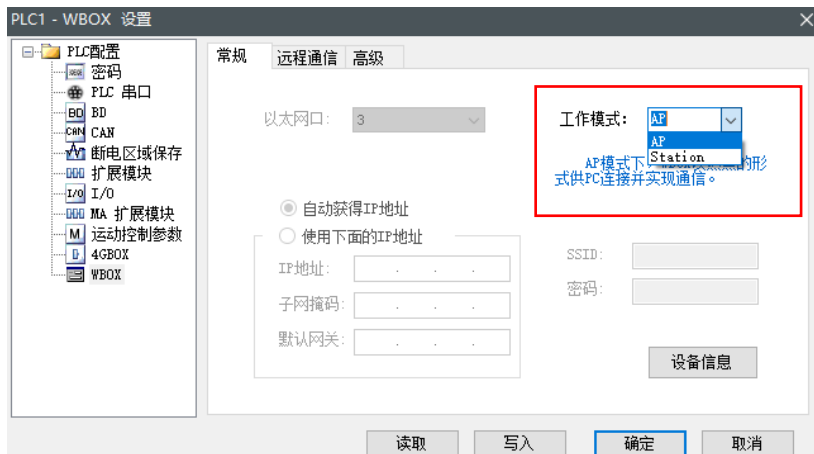 PLC1 - WBOX 设置
PLC配置
密码
PLC 串口
BD BD
CAN CAN
断电区域保存
扩展模块
I/O I/O
MA 扩展模块
M 运动控制参数
4GBOX
WBOX
常规 远程通信 高级
以太网口: 3
自动获得IP地址
使用下面的IP地址
IP地址:
子网掩码:
默认网关:
工作模式: AP
AP
Station
AP模式下
的形
式供PC连接并实现通信。
SSID:
密码:
设备信息
读取 写入 确定 取消